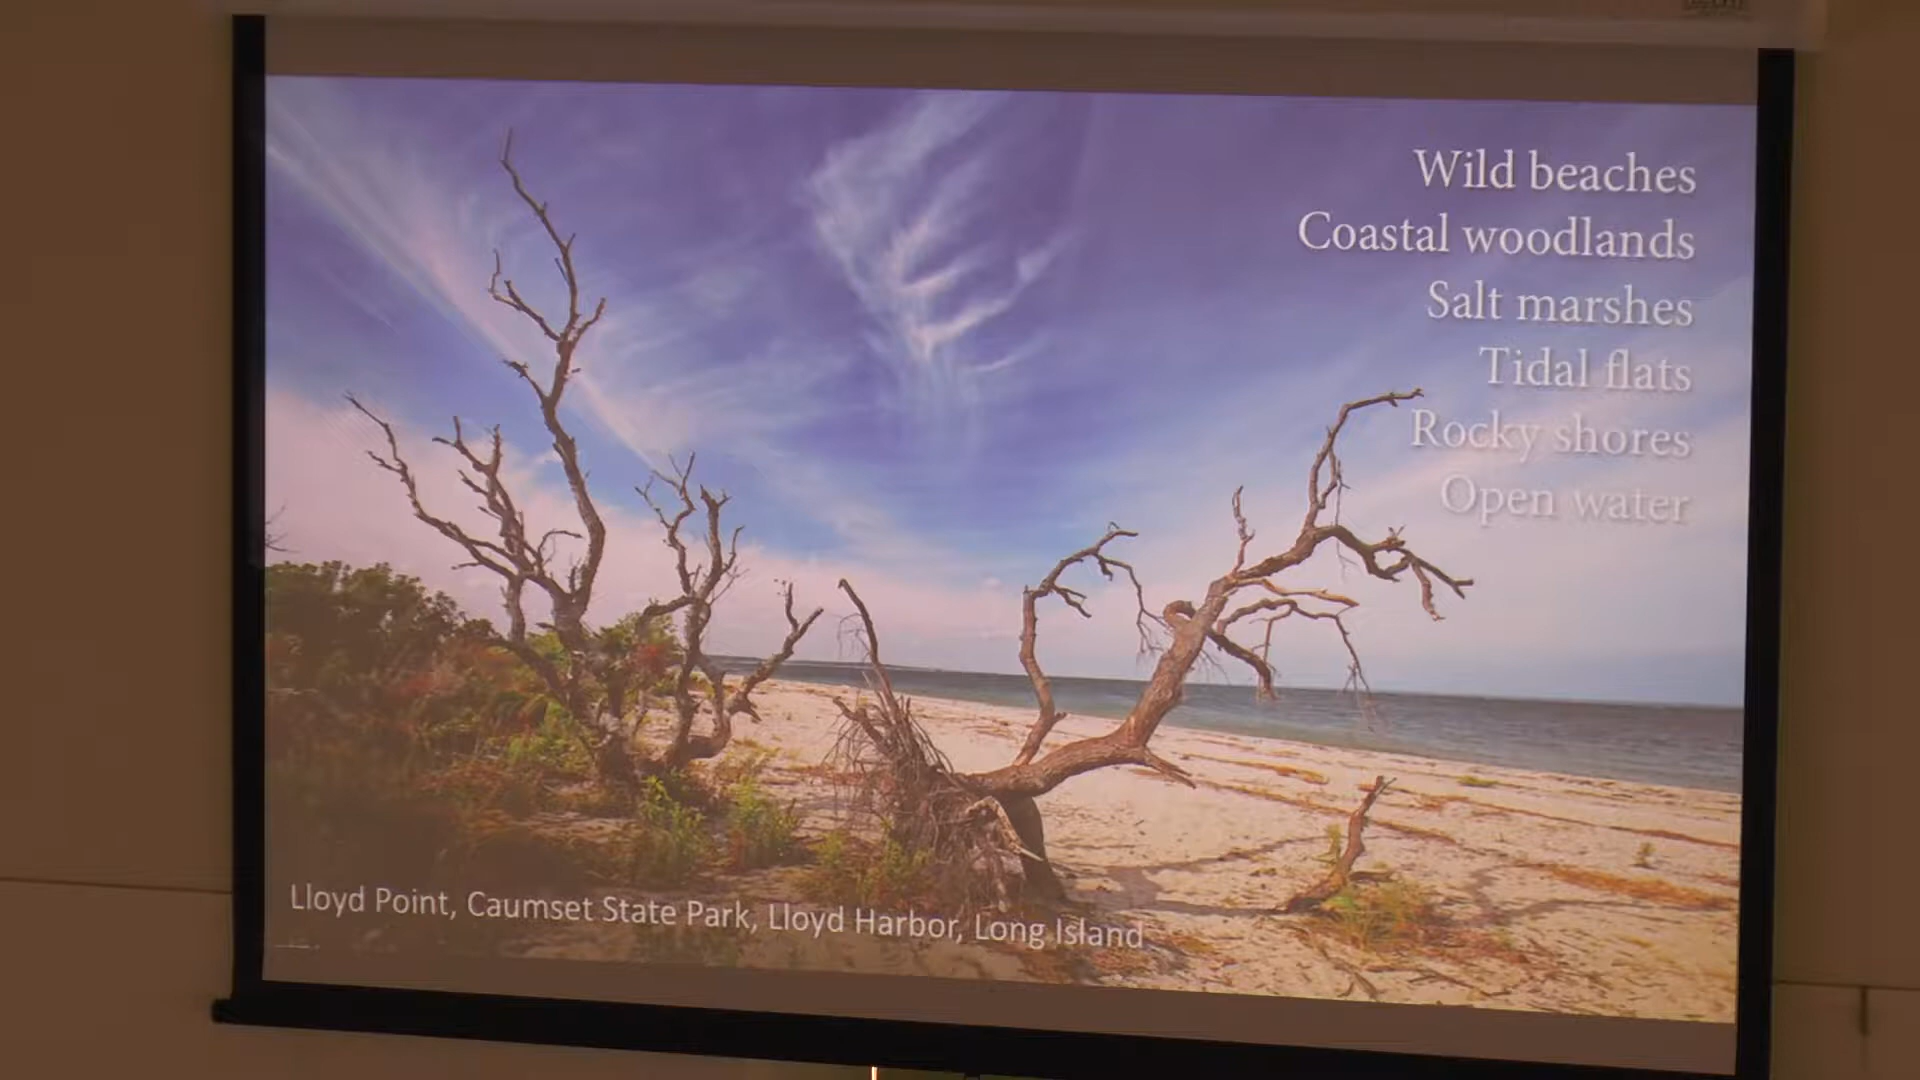 Wild beaches
Coastal woodlands
Salt marshes
Tidal flats
Rocky shores
Open water
Lloyd Point, Caumset State Park, Lloyd Harbor, Long Island